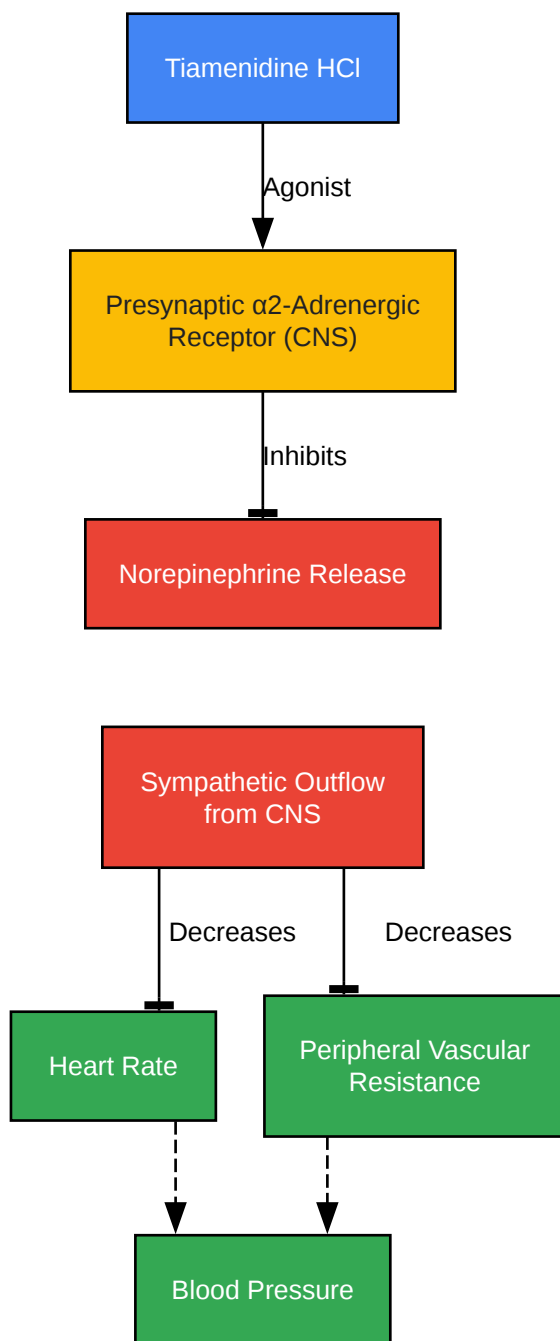 Tiamenidine HCl
Agonist
Presynaptic α2-Adrenergic
Receptor (CNS)
Inhibits
Norepinephrine Release
Sympathetic Outflow
from CNS
Decreases
Decreases
Heart Rate
Peripheral Vascular
Resistance
Blood Pressure